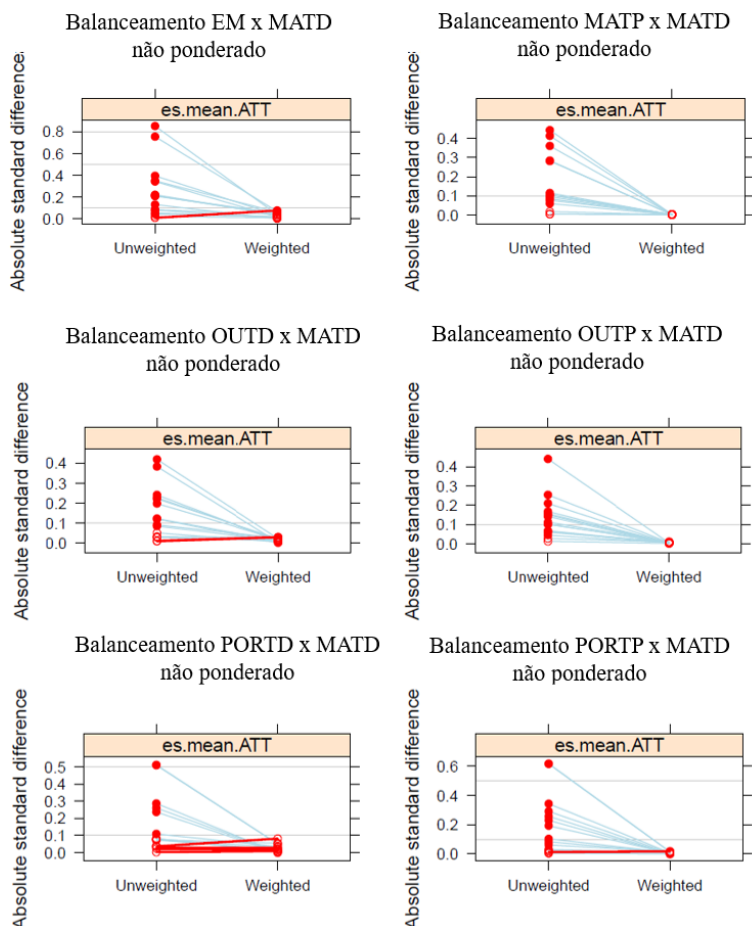 Balanceamento EM x MATD
não ponderado
Absolute standard difference
es.mean.ATT
0.8
0.6
0.4
0.2
0.0
Unweighted Weighted
Balanceamento MATP x MATD
não ponderado
Absolute standard difference
es.mean.ATT
0.4
0.3
0.2
0.1
0.0
Unweighted Weighted
Balanceamento OUTD x MATD
não ponderado
Absolute standard difference
es.mean.ATT
0.4
0.3
0.2
0.1
0.0
Unweighted Weighted
Balanceamento OUTP x MATD
não ponderado
Absolute standard difference
es.mean.ATT
0.4
0.3
0.2
0.1
0.0
Unweighted Weighted
Balanceamento PORTD x MATD
não ponderado
Absolute standard difference
es.mean.ATT
0.5
0.4
0.3
0.2
0.1
0.0
Unweighted Weighted
Balanceamento PORTP x MATD
não ponderado
Absolute standard difference
es.mean.ATT
0.6
0.4
0.2
0.0
Unweighted Weighted